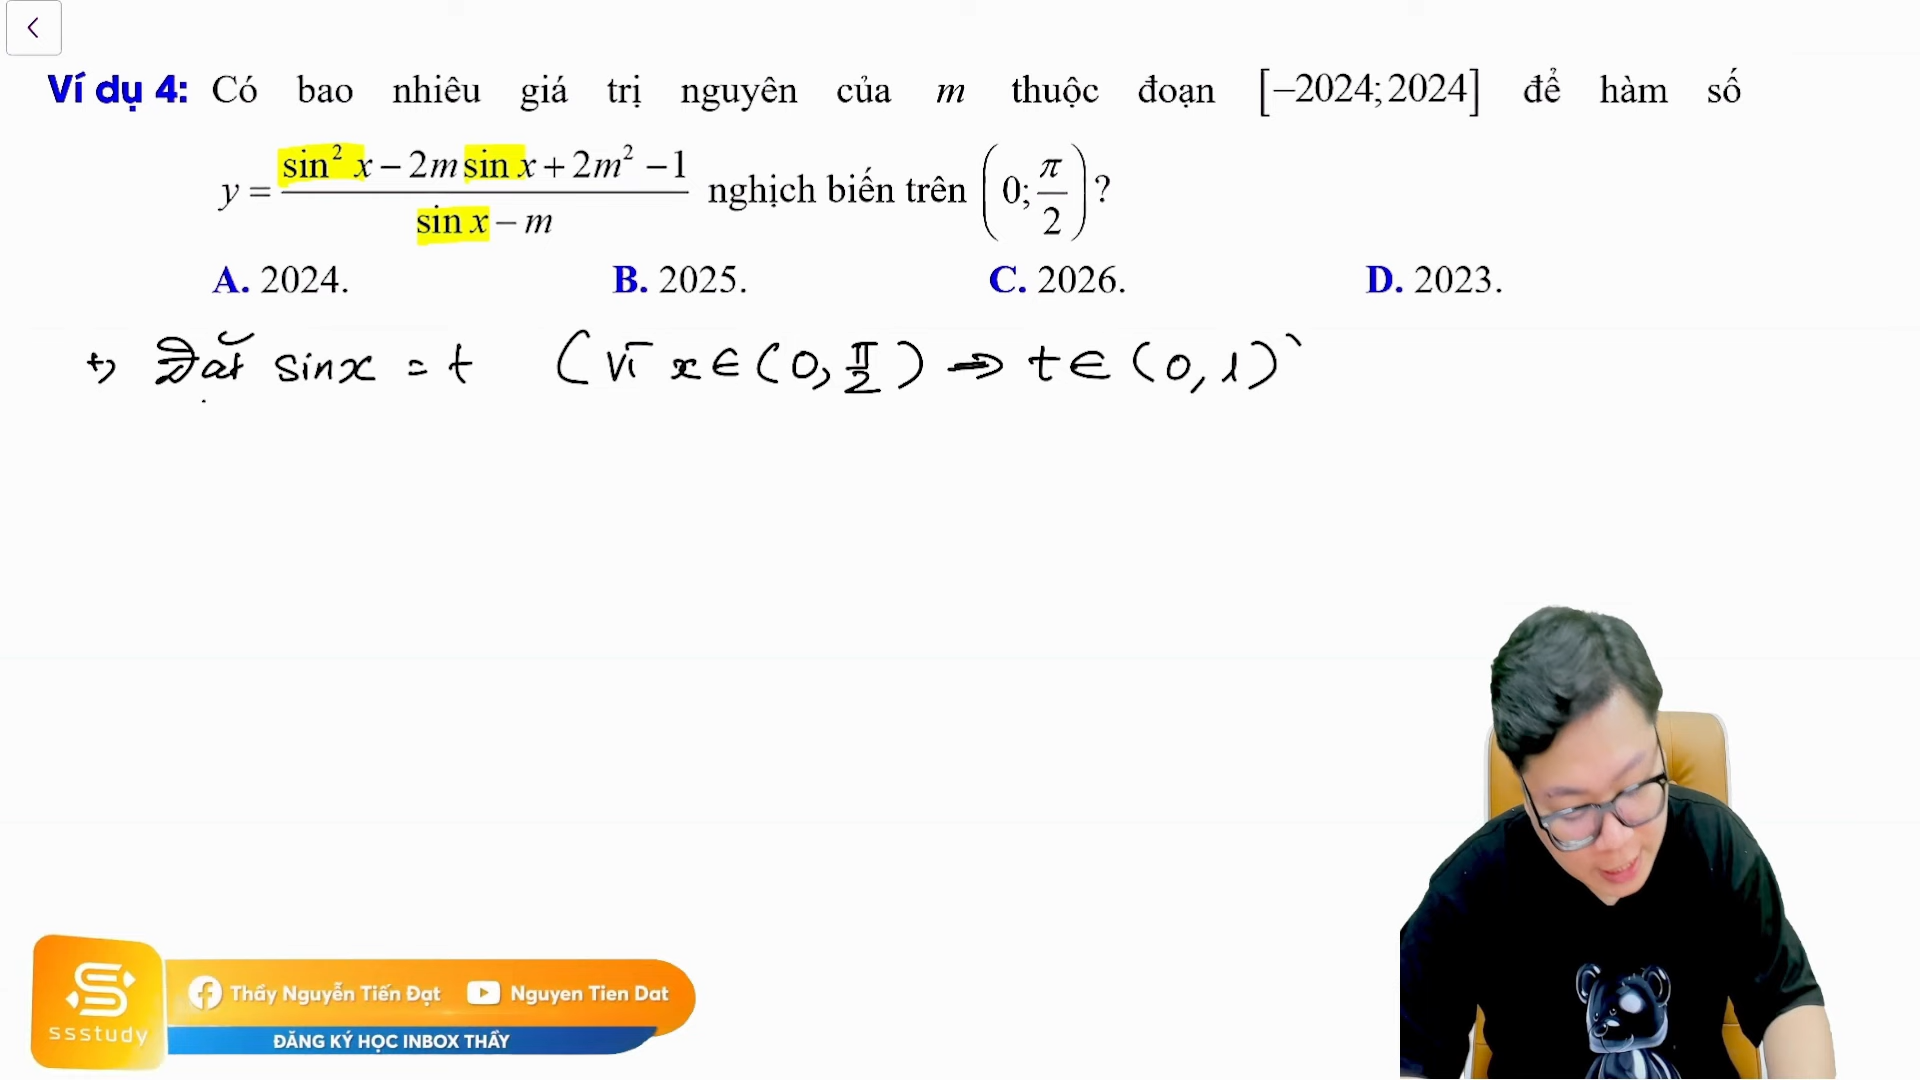 Ví dụ 4: Có bao nhiêu giá trị nguyên của m thuộc đoạn [−2024; 2024] để hàm số
y = (sin² x − 2m sin x + 2m² − 1) / (sin x − m) nghịch biến trên (0; π/2) ?
A. 2024. B. 2025. C. 2026. D. 2023.
+) Đặt sinx = t (Vì x ∈ (0, π/2) ⇒ t ∈ (0, 1)
ssstudy
Thầy Nguyễn Tiến Đạt Nguyen Tien Dat
ĐĂNG KÝ HỌC INBOX THẦY